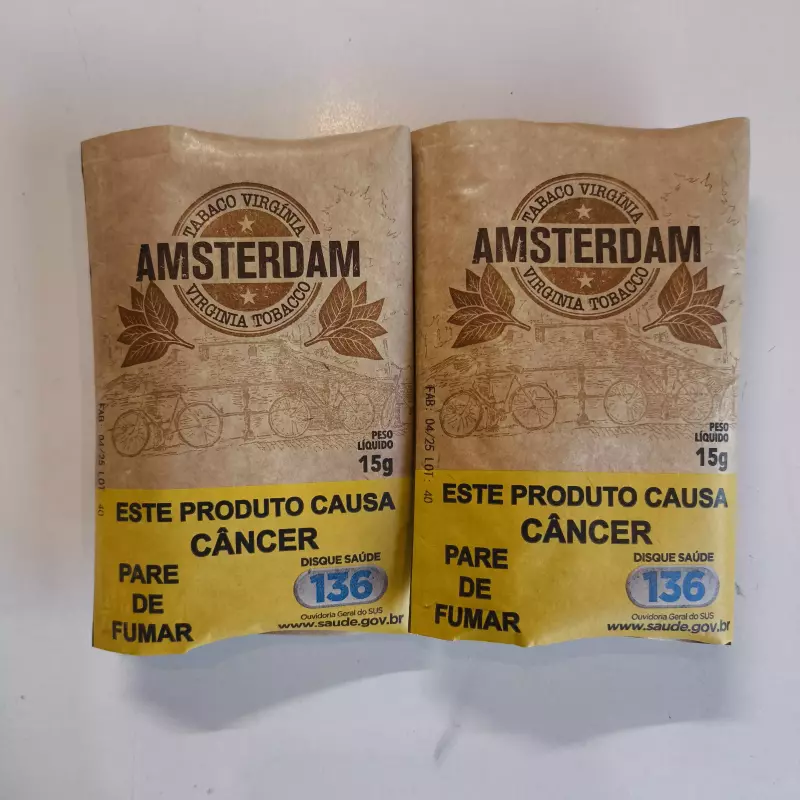 TABACO VIRGÍNIA
AMSTERDAM
VIRGINIA TOBACCO
FAB: 04/25 LOT: 40
PESO
LÍQUIDO
15g
ESTE PRODUTO CAUSA
CÂNCER
PARE
DE
FUMAR
DISQUE SAÚDE
136
Ouvidoria Geral do SUS
www.saude.gov.br
TABACO VIRGÍNIA
AMSTERDAM
VIRGINIA TOBACCO
FAB: 04/25 LOT: 40
PESO
LÍQUIDO
15g
ESTE PRODUTO CAUSA
CÂNCER
PARE
DE
FUMAR
DISQUE SAÚDE
136
Ouvidoria Geral do SUS
www.saude.gov.br